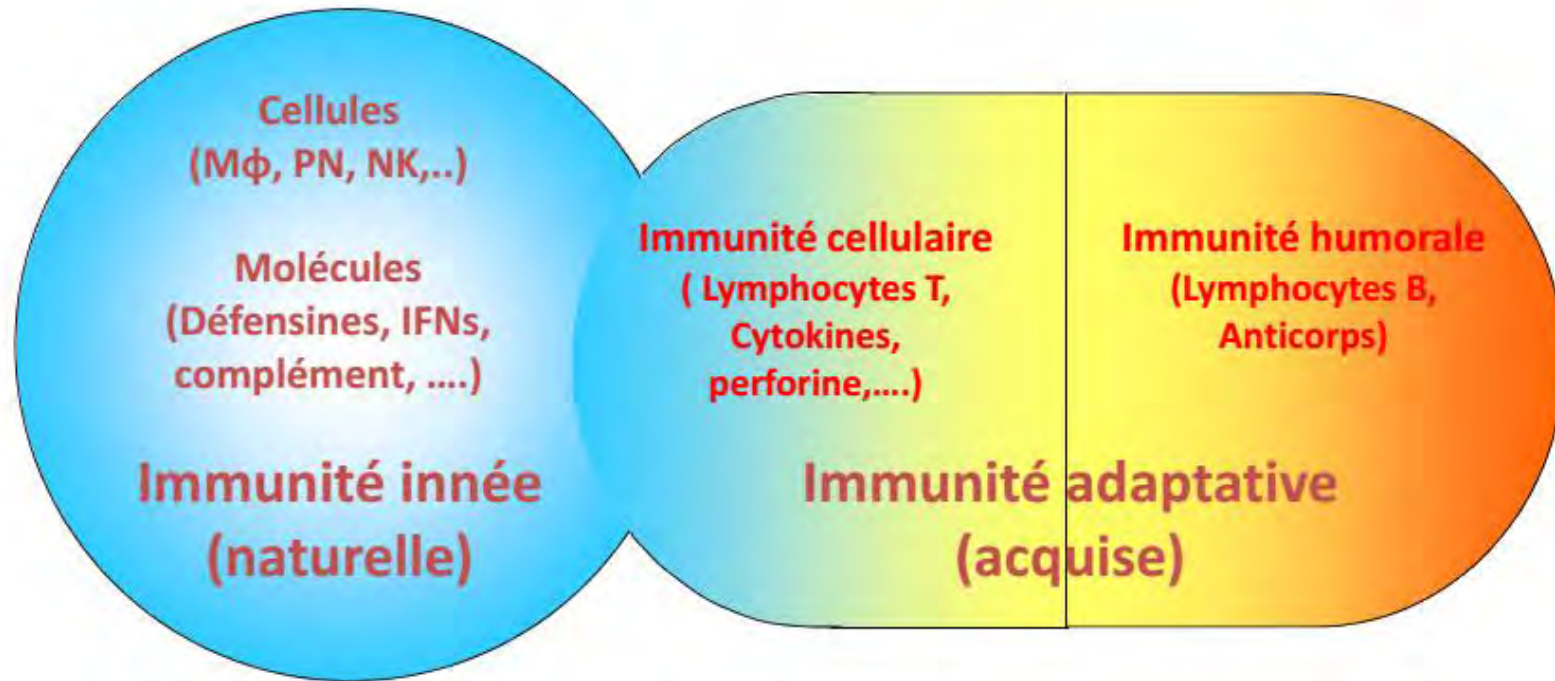 Cellules
(Mφ, PN, NK,..)
Molécules
(Défensines, IFNs,
complément, ....)
Immunité innée
(naturelle)
Immunité cellulaire
( Lymphocytes T,
Cytokines,
perforine,....)
Immunité humorale
(Lymphocytes B,
Anticorps)
Immunité adaptative
(acquise)